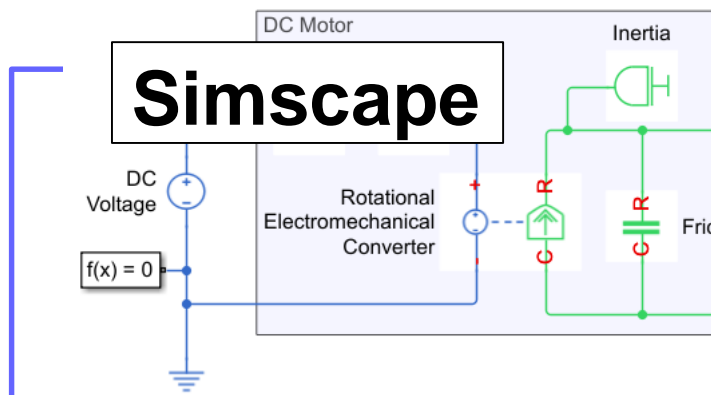 DC Motor
Inertia
Simscape
DC
Voltage
+
-
Rotational
Electromechanical
Converter
+
-
+
-
R
C
R
C
f(x) = 0